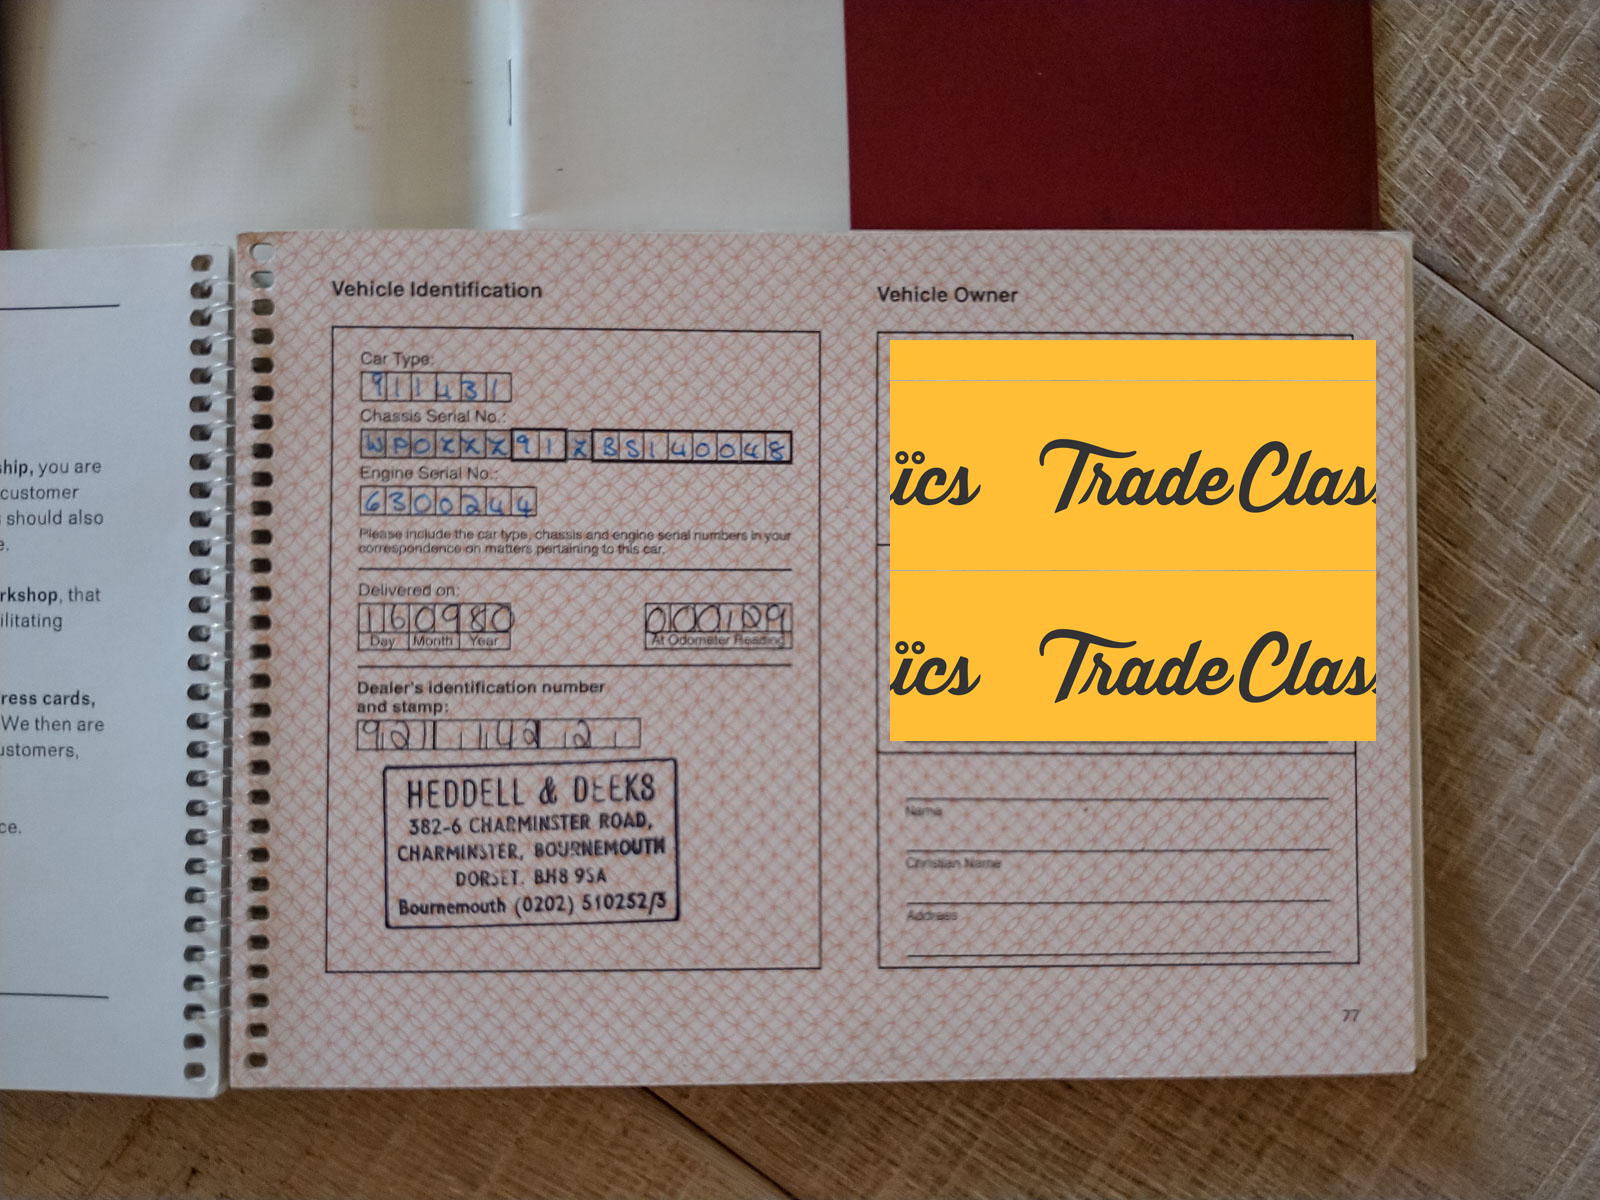 ship, you are
customer
s should also
e.
rkshop, that
ilitating
ress cards,
We then are
ustomers,
ce.
Vehicle Identification
Car Type:
911431
Chassis Serial No.:
WPOZZZ91ZBS140048
Engine Serial No.:
6300244
Please include the car type, chassis and engine serial numbers in your
correspondence on matters pertaining to this car.
Delivered on:
160980
000109
Day Month Year
At Odometer Reading
Dealer's identification number
and stamp:
HEDDELL & DEEKS
382-6 CHARMINSTER ROAD,
CHARMINSTER, BOURNEMOUTH
DORSET. BH8 9SA
Bournemouth (0202) 510252/3
Vehicle Owner
ïcs TradeClas
ïcs TradeClas
Name
Christian Name
Address
77